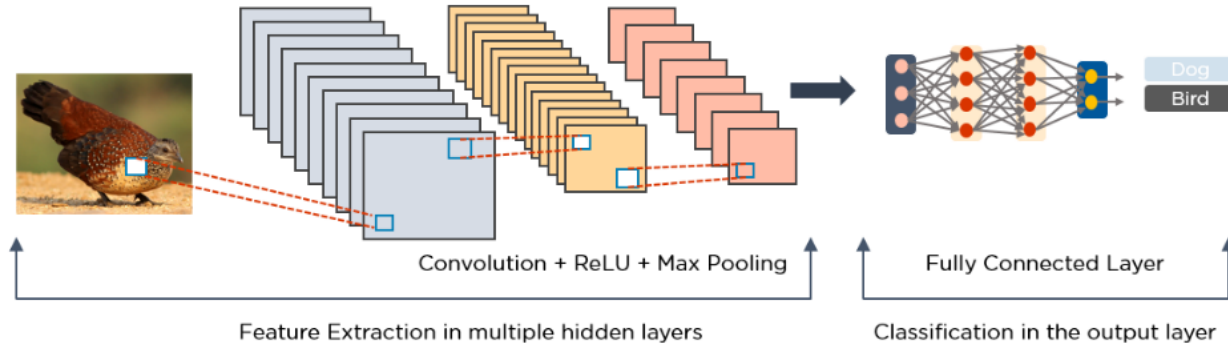 Dog
Bird
Convolution + ReLU + Max Pooling
Fully Connected Layer
Feature Extraction in multiple hidden layers
Classification in the output layer